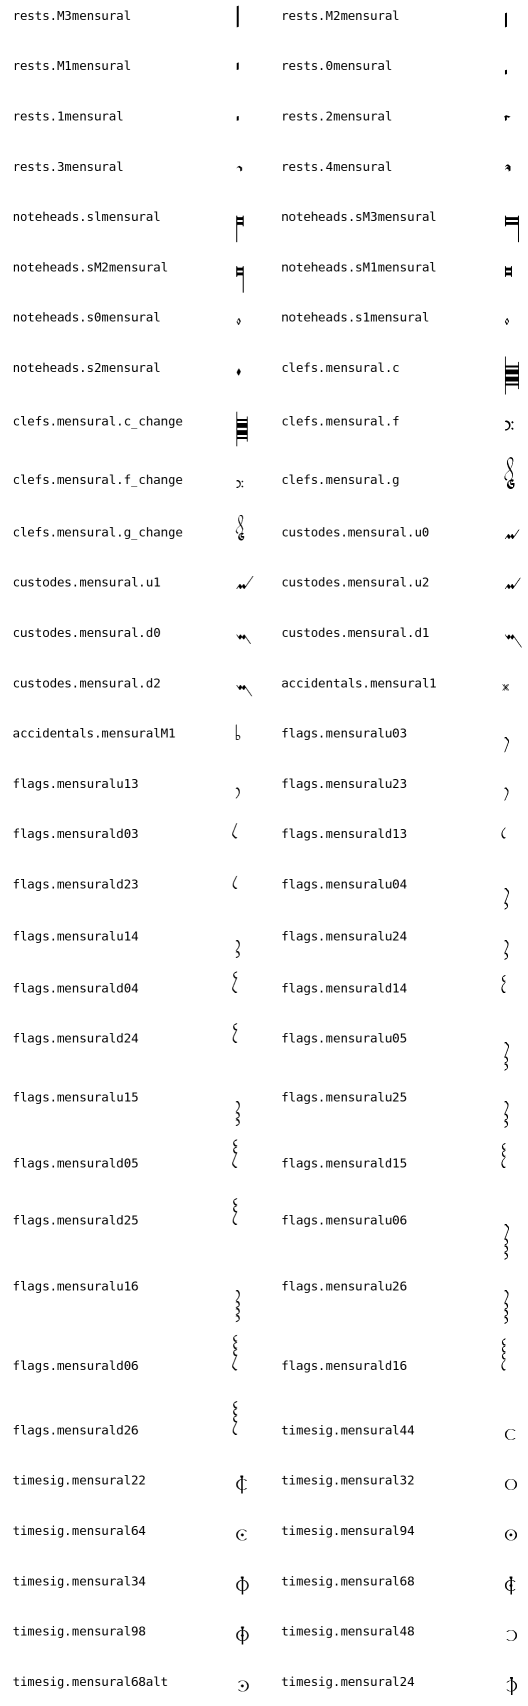 rests.M3mensural rests.M2mensural
rests.M1mensural rests.0mensural
rests.1mensural rests.2mensural
rests.3mensural rests.4mensural
noteheads.slmensural noteheads.sM3mensural
noteheads.sM2mensural noteheads.sM1mensural
noteheads.s0mensural noteheads.s1mensural
noteheads.s2mensural clefs.mensural.c
clefs.mensural.c_change clefs.mensural.f
clefs.mensural.f_change clefs.mensural.g
clefs.mensural.g_change custodes.mensural.u0
custodes.mensural.u1 custodes.mensural.u2
custodes.mensural.d0 custodes.mensural.d1
custodes.mensural.d2 accidentals.mensural1
accidentals.mensuralM1 flags.mensuralu03
flags.mensuralu13 flags.mensuralu23
flags.mensurald03 flags.mensurald13
flags.mensurald23 flags.mensuralu04
flags.mensuralu14 flags.mensuralu24
flags.mensurald04 flags.mensurald14
flags.mensurald24 flags.mensuralu05
flags.mensuralu15 flags.mensuralu25
flags.mensurald05 flags.mensurald15
flags.mensurald25 flags.mensuralu06
flags.mensuralu16 flags.mensuralu26
flags.mensurald06 flags.mensurald16
flags.mensurald26 timesig.mensural44
timesig.mensural22 timesig.mensural32
timesig.mensural64 timesig.mensural94
timesig.mensural34 timesig.mensural68
timesig.mensural98 timesig.mensural48
timesig.mensural68alt timesig.mensural24